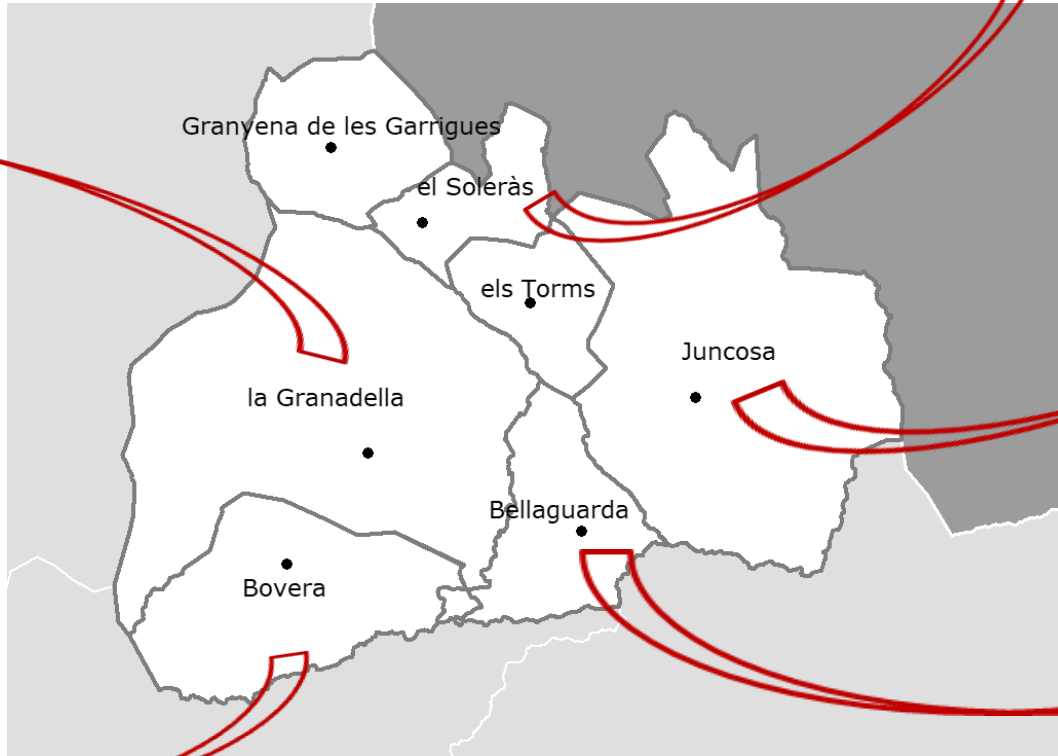 Granyena de les Garrigues
el Soleràs
els Torms
Juncosa
la Granadella
Bellaguarda
Bovera